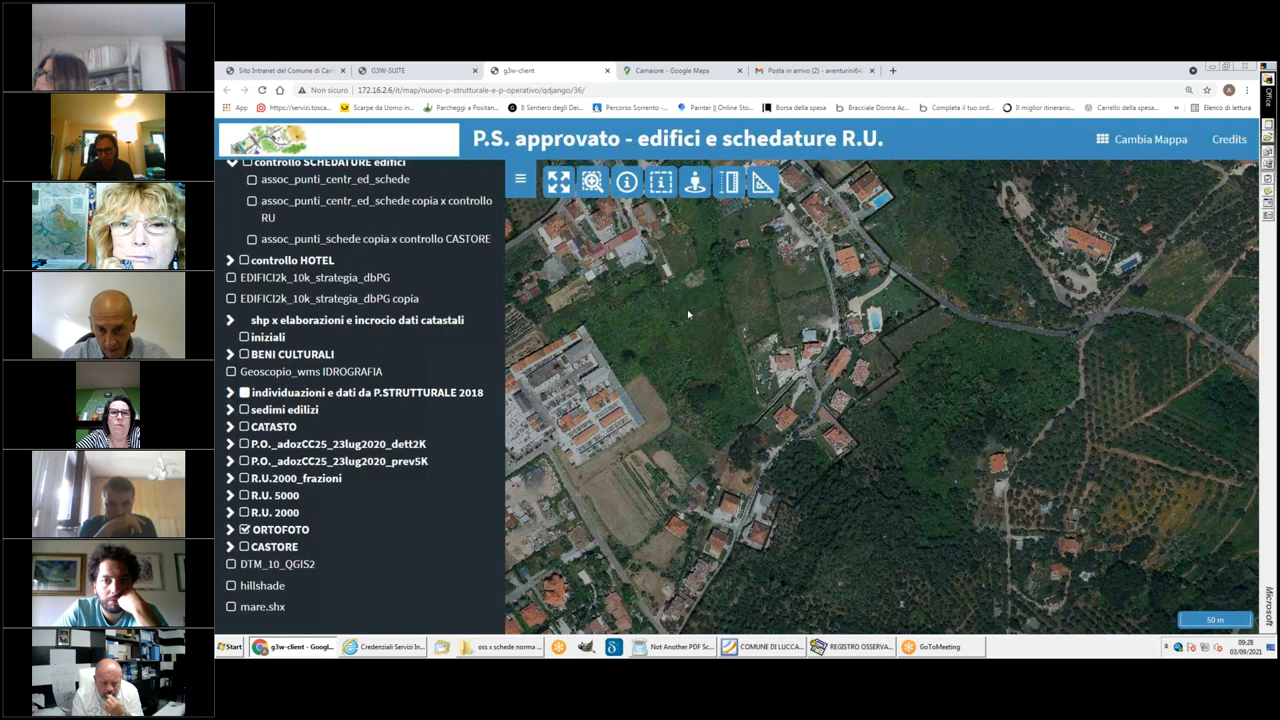 Sito Intranet del Comune di Cam
G3W-SUITE
g3w-client
Camaiore - Google Maps
Posta in arrivo (2) - aventurini64
Non sicuro
172.16.2.6/it/map/nuovo-p-strutturale-e-p-operativo/qdjango/36/
App
https://servizi.tosca...
Scarpe da Uomo in...
Parcheggi a Positan...
Il Sentiero degli Dei...
Percorso Sorrento -...
Painter || Online Sto...
Borsa della spesa
Bracciale Donna Ac...
Completa il tuo ord...
Il miglior itinerario...
Carrello della spesa...
Elenco di lettura
P.S. approvato - edifici e schedature R.U.
Cambia Mappa
Credits
controllo SCHEDATURE edifici
assoc_punti_centr_ed_schede
assoc_punti_centr_ed_schede copia x controllo
RU
assoc_punti_schede copia x controllo CASTORE
controllo HOTEL
EDIFICI2k_10k_strategia_dbPG
EDIFICI2k_10k_strategia_dbPG copia
shp x elaborazioni e incrocio dati catastali
iniziali
BENI CULTURALI
Geoscopio_wms IDROGRAFIA
individuazioni e dati da P.STRUTTURALE 2018
sedimi edilizi
CATASTO
P.O._adozCC25_23lug2020_dett2K
P.O._adozCC25_23lug2020_prev5K
R.U.2000_frazioni
R.U. 5000
R.U. 2000
ORTOFOTO
CASTORE
DTM_10_QGIS2
hillshade
mare.shx
50 m
Office
Microsoft
Start
g3w-client - Googl...
Credenziali Servizi In...
oss x schede norma ...
Not Another PDF Sc...
COMUNE DI LUCCA...
REGISTRO OSSERVA...
GoToMeeting
09:28
03/09/2021